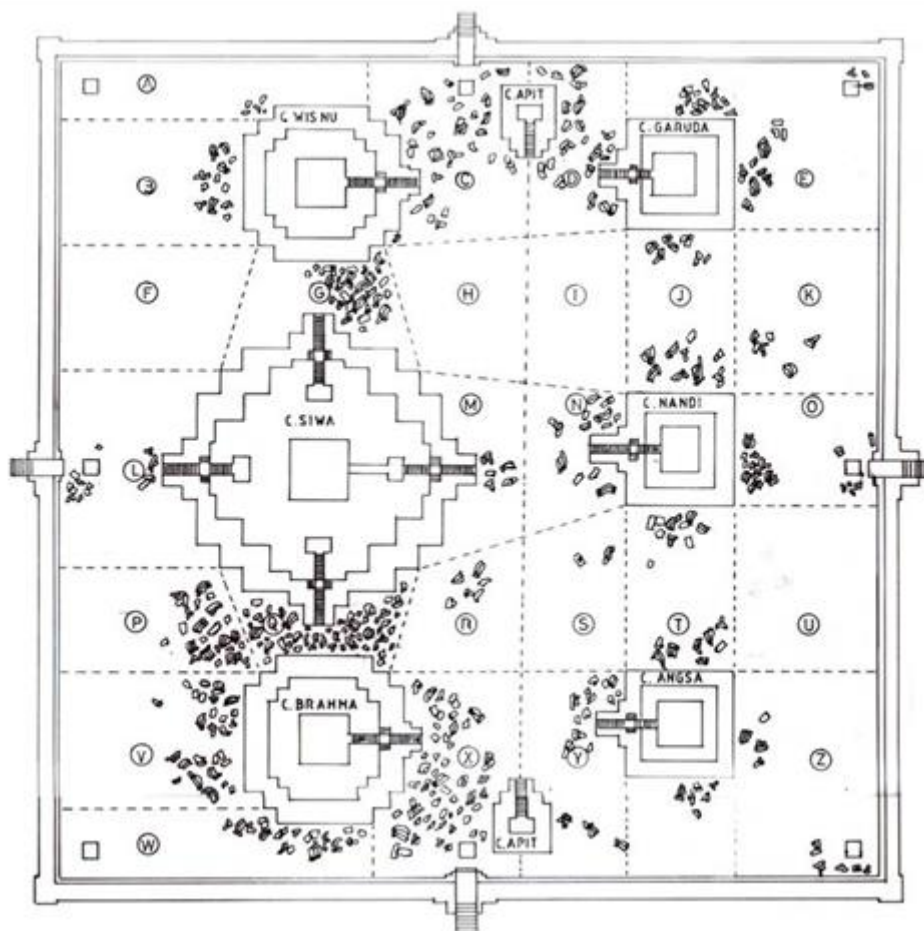 A
C. WISNU
C. APIT
C. GARUDA
B
C
D
E
F
G
H
I
J
K
C. SIWA
M
N
C. NANDI
O
L
P
Q
R
S
T
U
C. BRAHMA
C. ANGSA
V
X
Y
Z
W
C. APIT